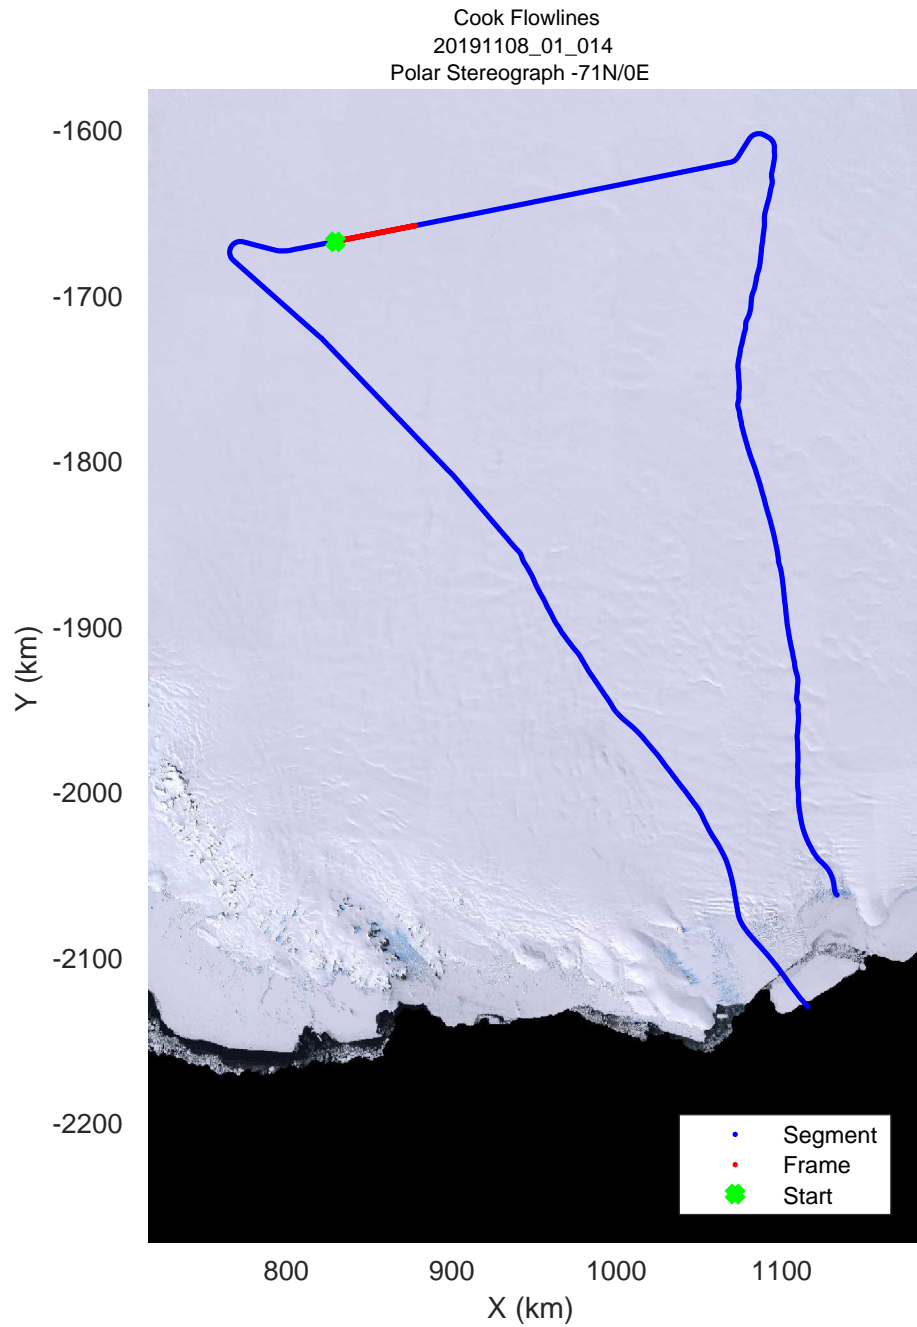 Cook Flowlines
20191108_01_014
Polar Stereograph -71N/0E
-1600
-1700
-1800
-1900
-2000
-2100
-2200
Y (km)
800
900
1000
1100
X (km)
Segment
Frame
Start